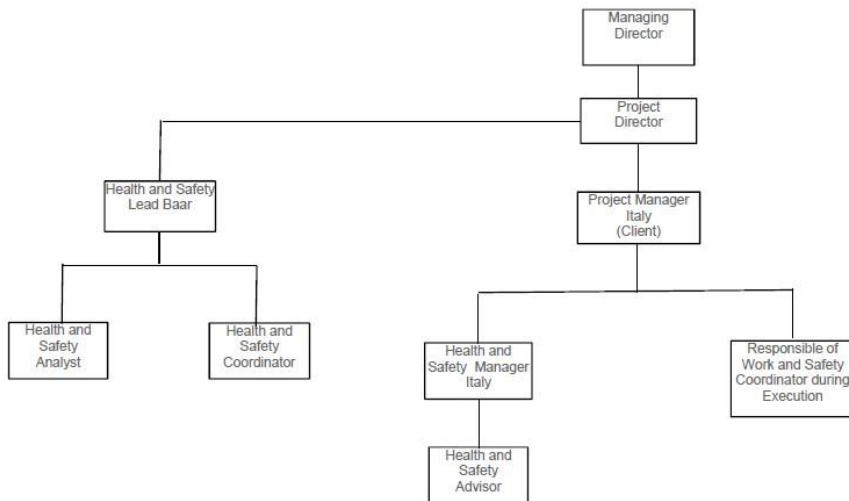 Managing
Director
Project
Director
Health and Safety
Lead Baar
Project Manager
Italy
(Client)
Health and
Safety
Analyst
Health and
Safety
Coordinator
Health and
Safety Manager
Italy
Responsible of
Work and Safety
Coordinator during
Execution
Health and
Safety
Advisor